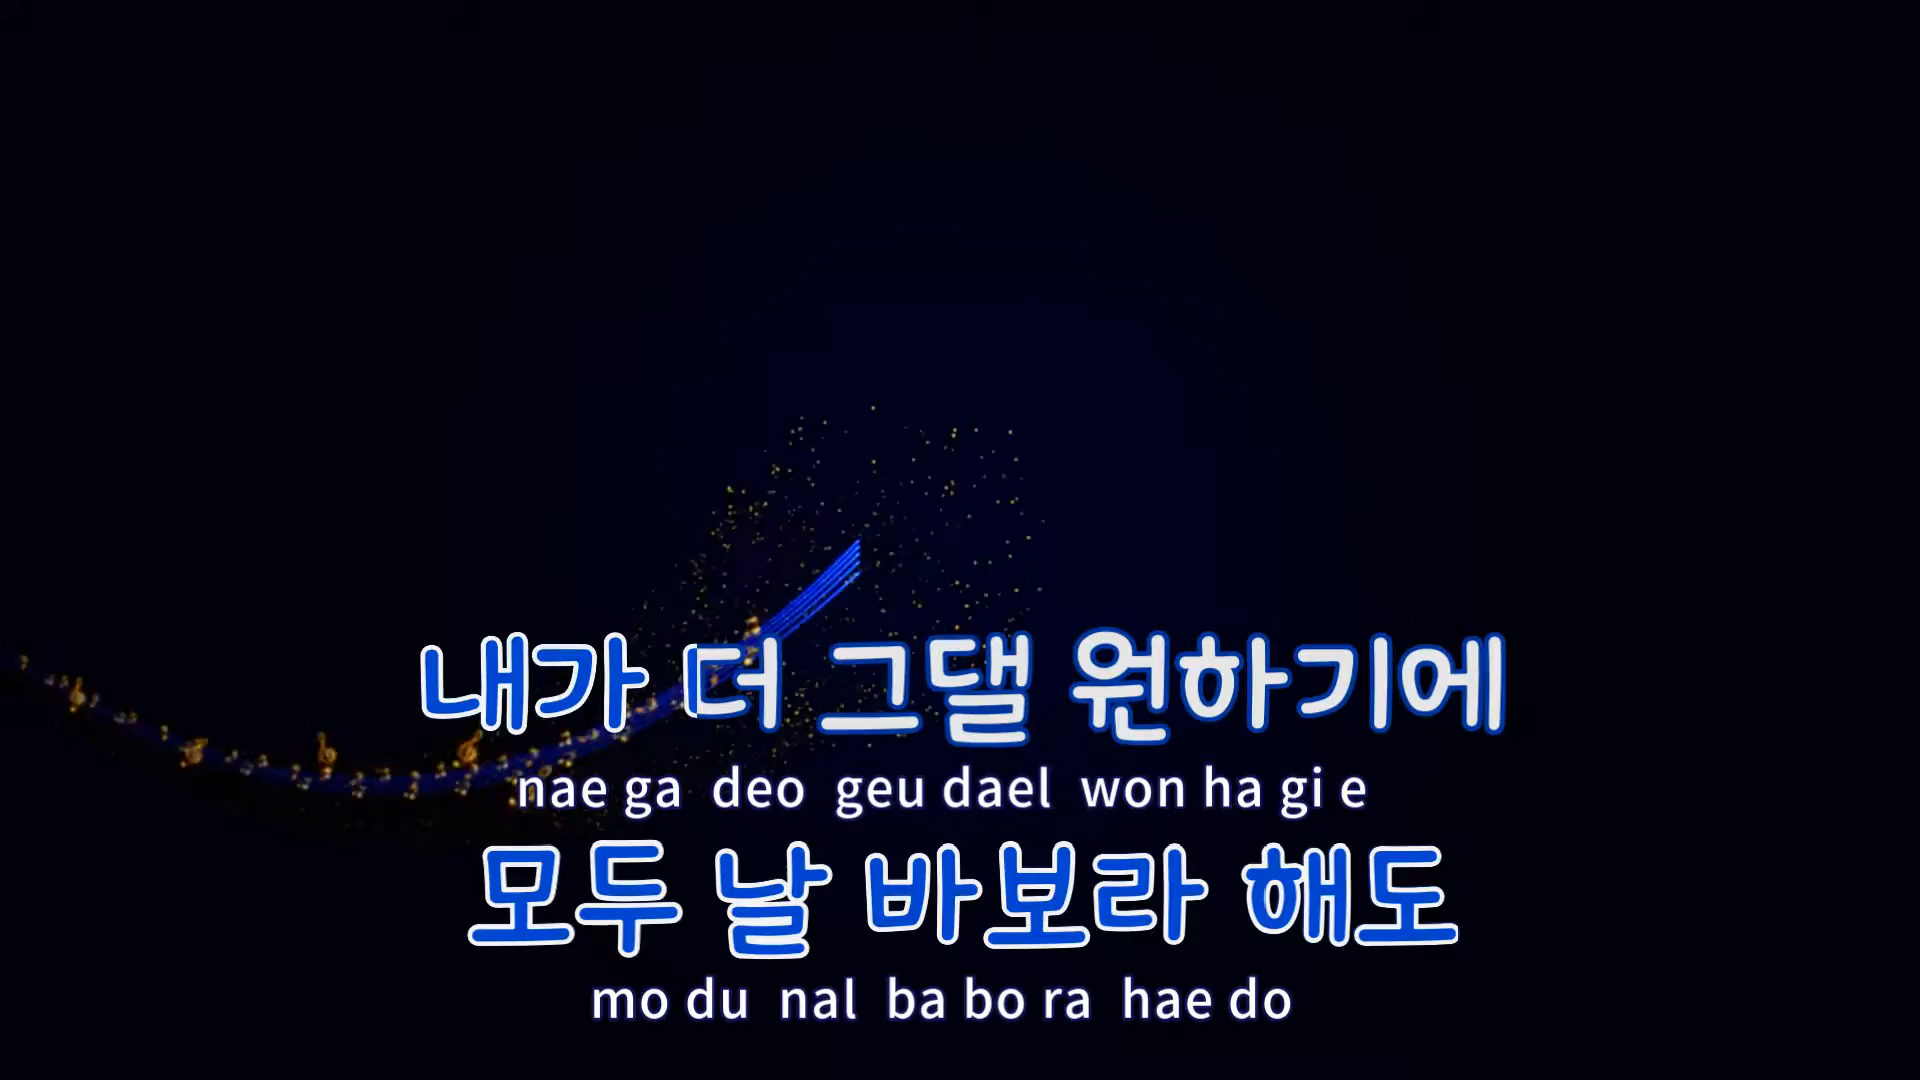 내가 더 그댈 원하기에
nae ga deo geu dael won ha gi e
모두 날 바보라 해도
mo du nal ba bo ra hae do